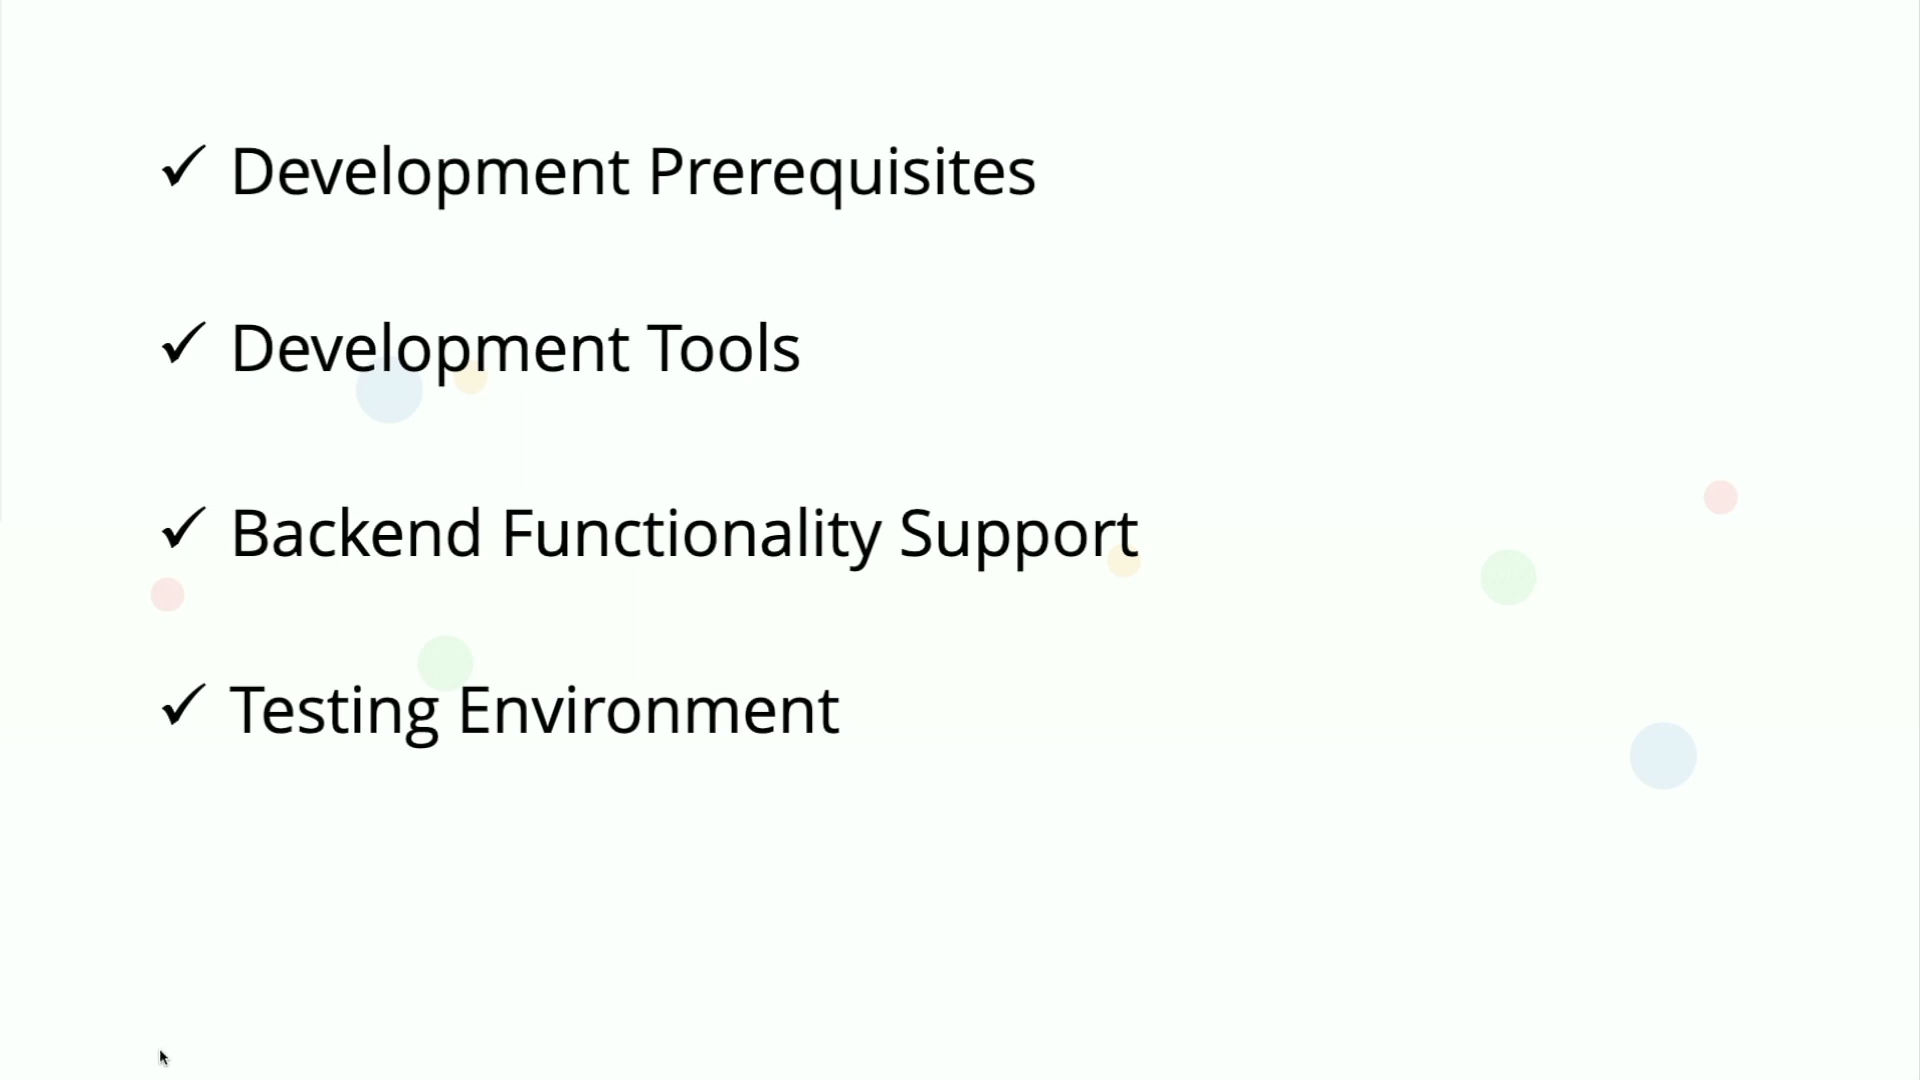 ✓ Development Prerequisites
✓ Development Tools
✓ Backend Functionality Support
✓ Testing Environment